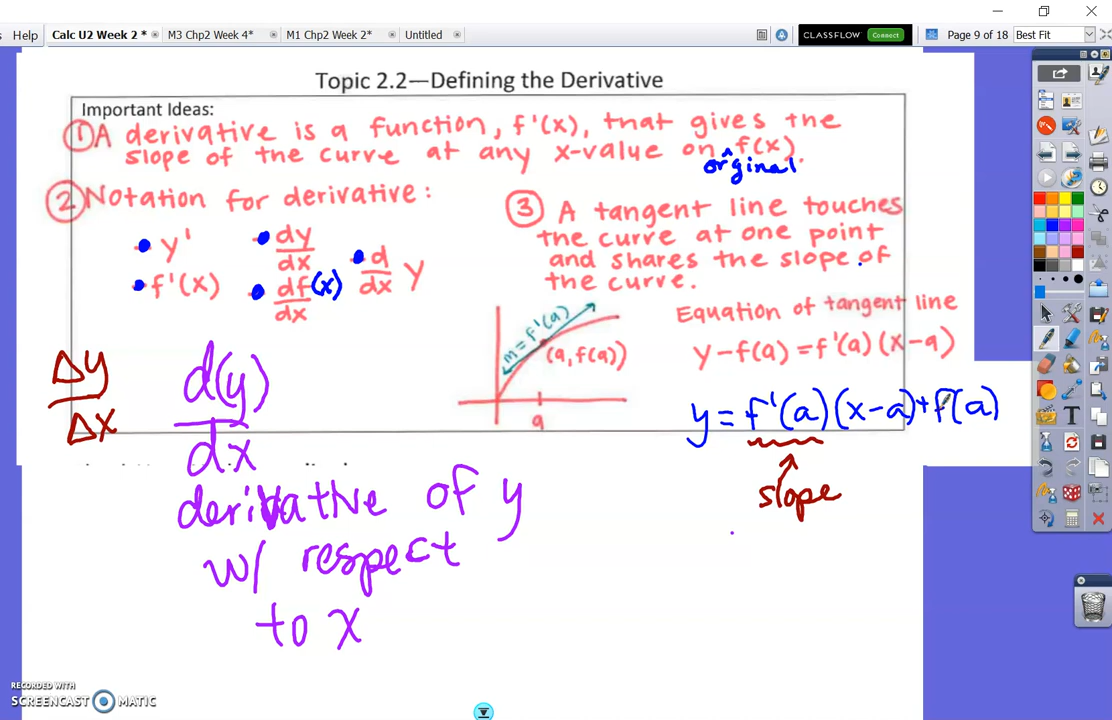 Help
Calc U2 Week 2 *
M3 Chp2 Week 4*
M1 Chp2 Week 2*
Untitled
CLASSFLOW Connect
Page 9 of 18
Best Fit
Topic 2.2—Defining the Derivative
Important Ideas:
① A derivative is a function, f'(x), that gives the
slope of the curve at any x-value on ^ f(x).
orginal
② Notation for derivative:
• y'
• f'(x)
• dy/dx
• df/dx (x)
• d/dx y
③ A tangent line touches
the curve at one point
and shares the slope of
the curve.
m=f'(a)
(a, f(a))
a
Equation of tangent line
y-f(a) = f'(a) (x-a)
y = f'(a) (x-a) + f(a)
slope
Δy/Δx
d(y)/dx
derivative of y
w/ respect
to x
RECORDED WITH
SCREENCAST MATIC